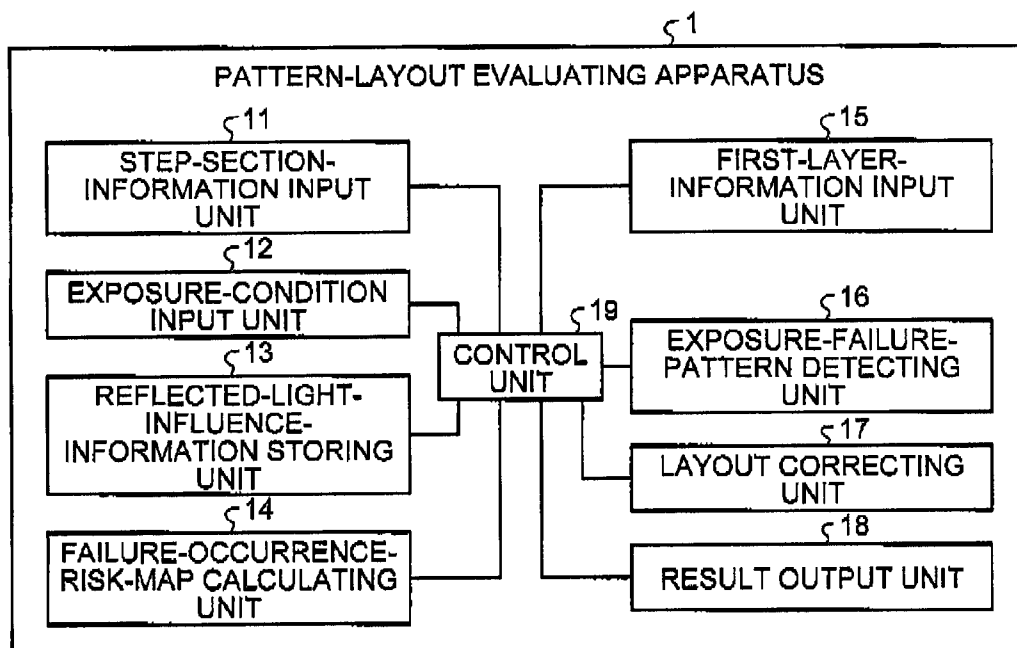 1
PATTERN-LAYOUT EVALUATING APPARATUS
11
STEP-SECTION-
INFORMATION INPUT
UNIT
12
EXPOSURE-CONDITION
INPUT UNIT
13
REFLECTED-LIGHT-
INFLUENCE-
INFORMATION STORING
UNIT
14
FAILURE-OCCURRENCE-
RISK-MAP CALCULATING
UNIT
19
CONTROL
UNIT
15
FIRST-LAYER-
INFORMATION INPUT
UNIT
16
EXPOSURE-FAILURE-
PATTERN DETECTING
UNIT
17
LAYOUT CORRECTING
UNIT
18
RESULT OUTPUT UNIT